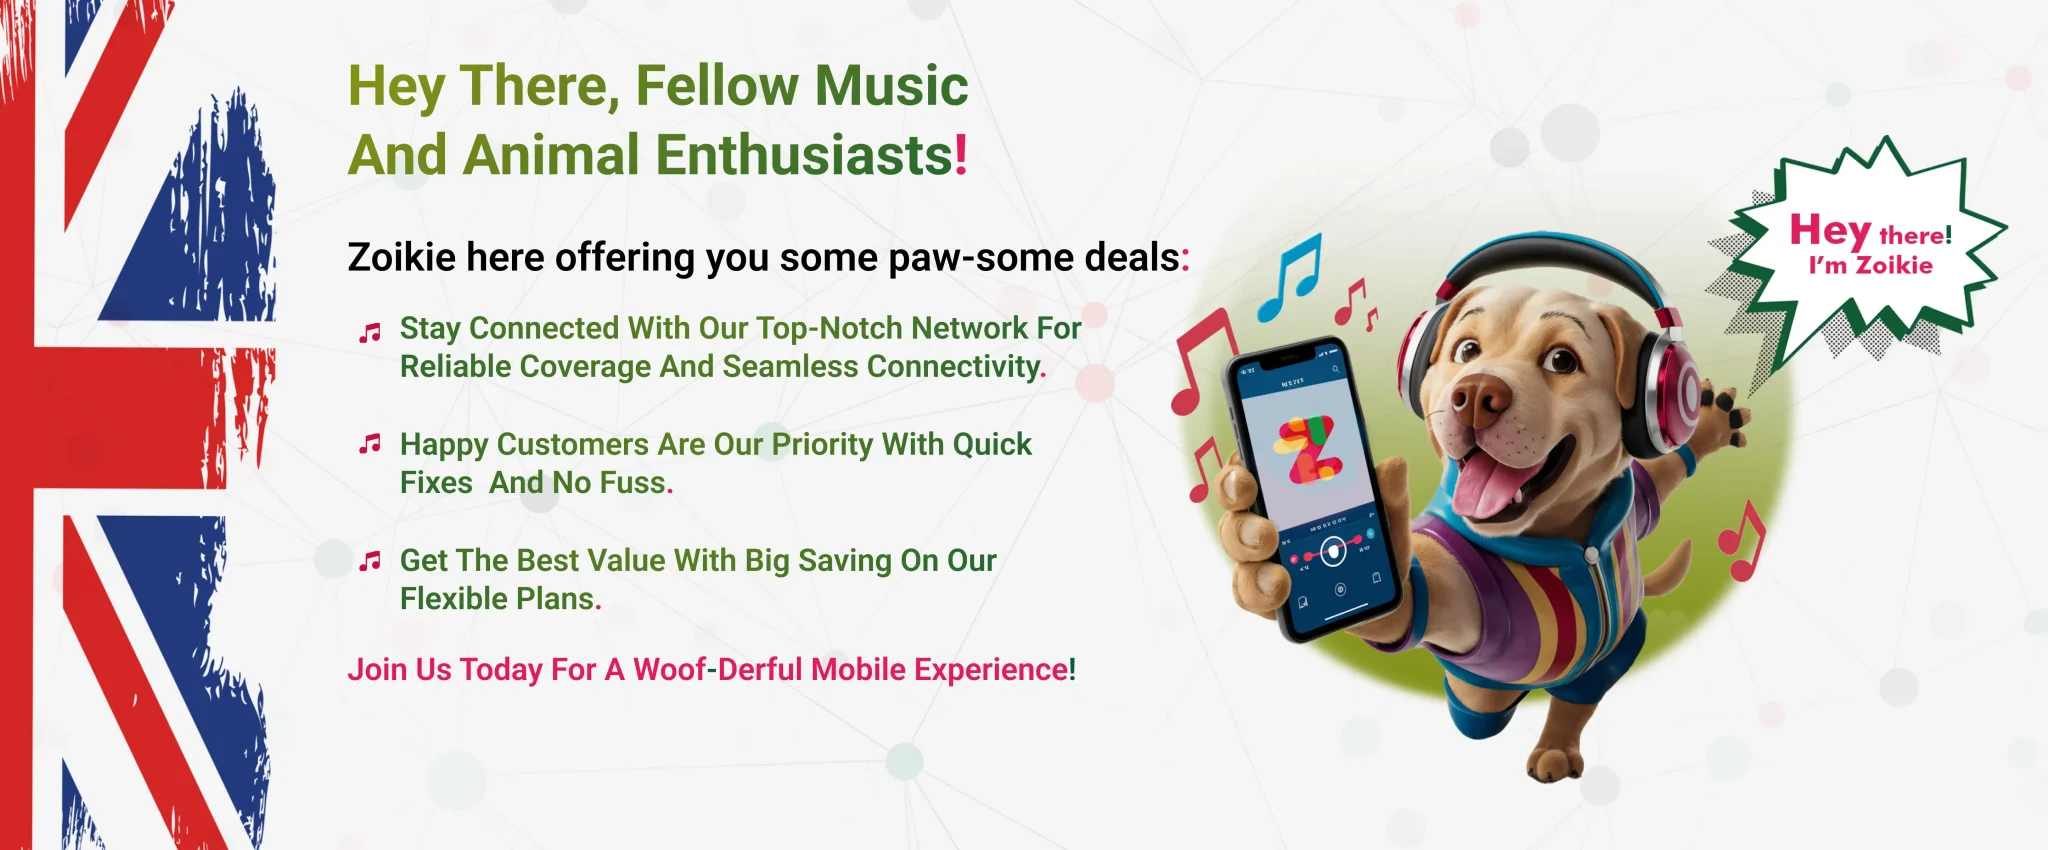 Hey There, Fellow Music
And Animal Enthusiasts!
Zoikie here offering you some paw-some deals:
Stay Connected With Our Top-Notch Network For
Reliable Coverage And Seamless Connectivity.
Happy Customers Are Our Priority With Quick
Fixes  And No Fuss.
Get The Best Value With Big Saving On Our
Flexible Plans.
Join Us Today For A Woof-Derful Mobile Experience!
Hey there!
I'm Zoikie
Z